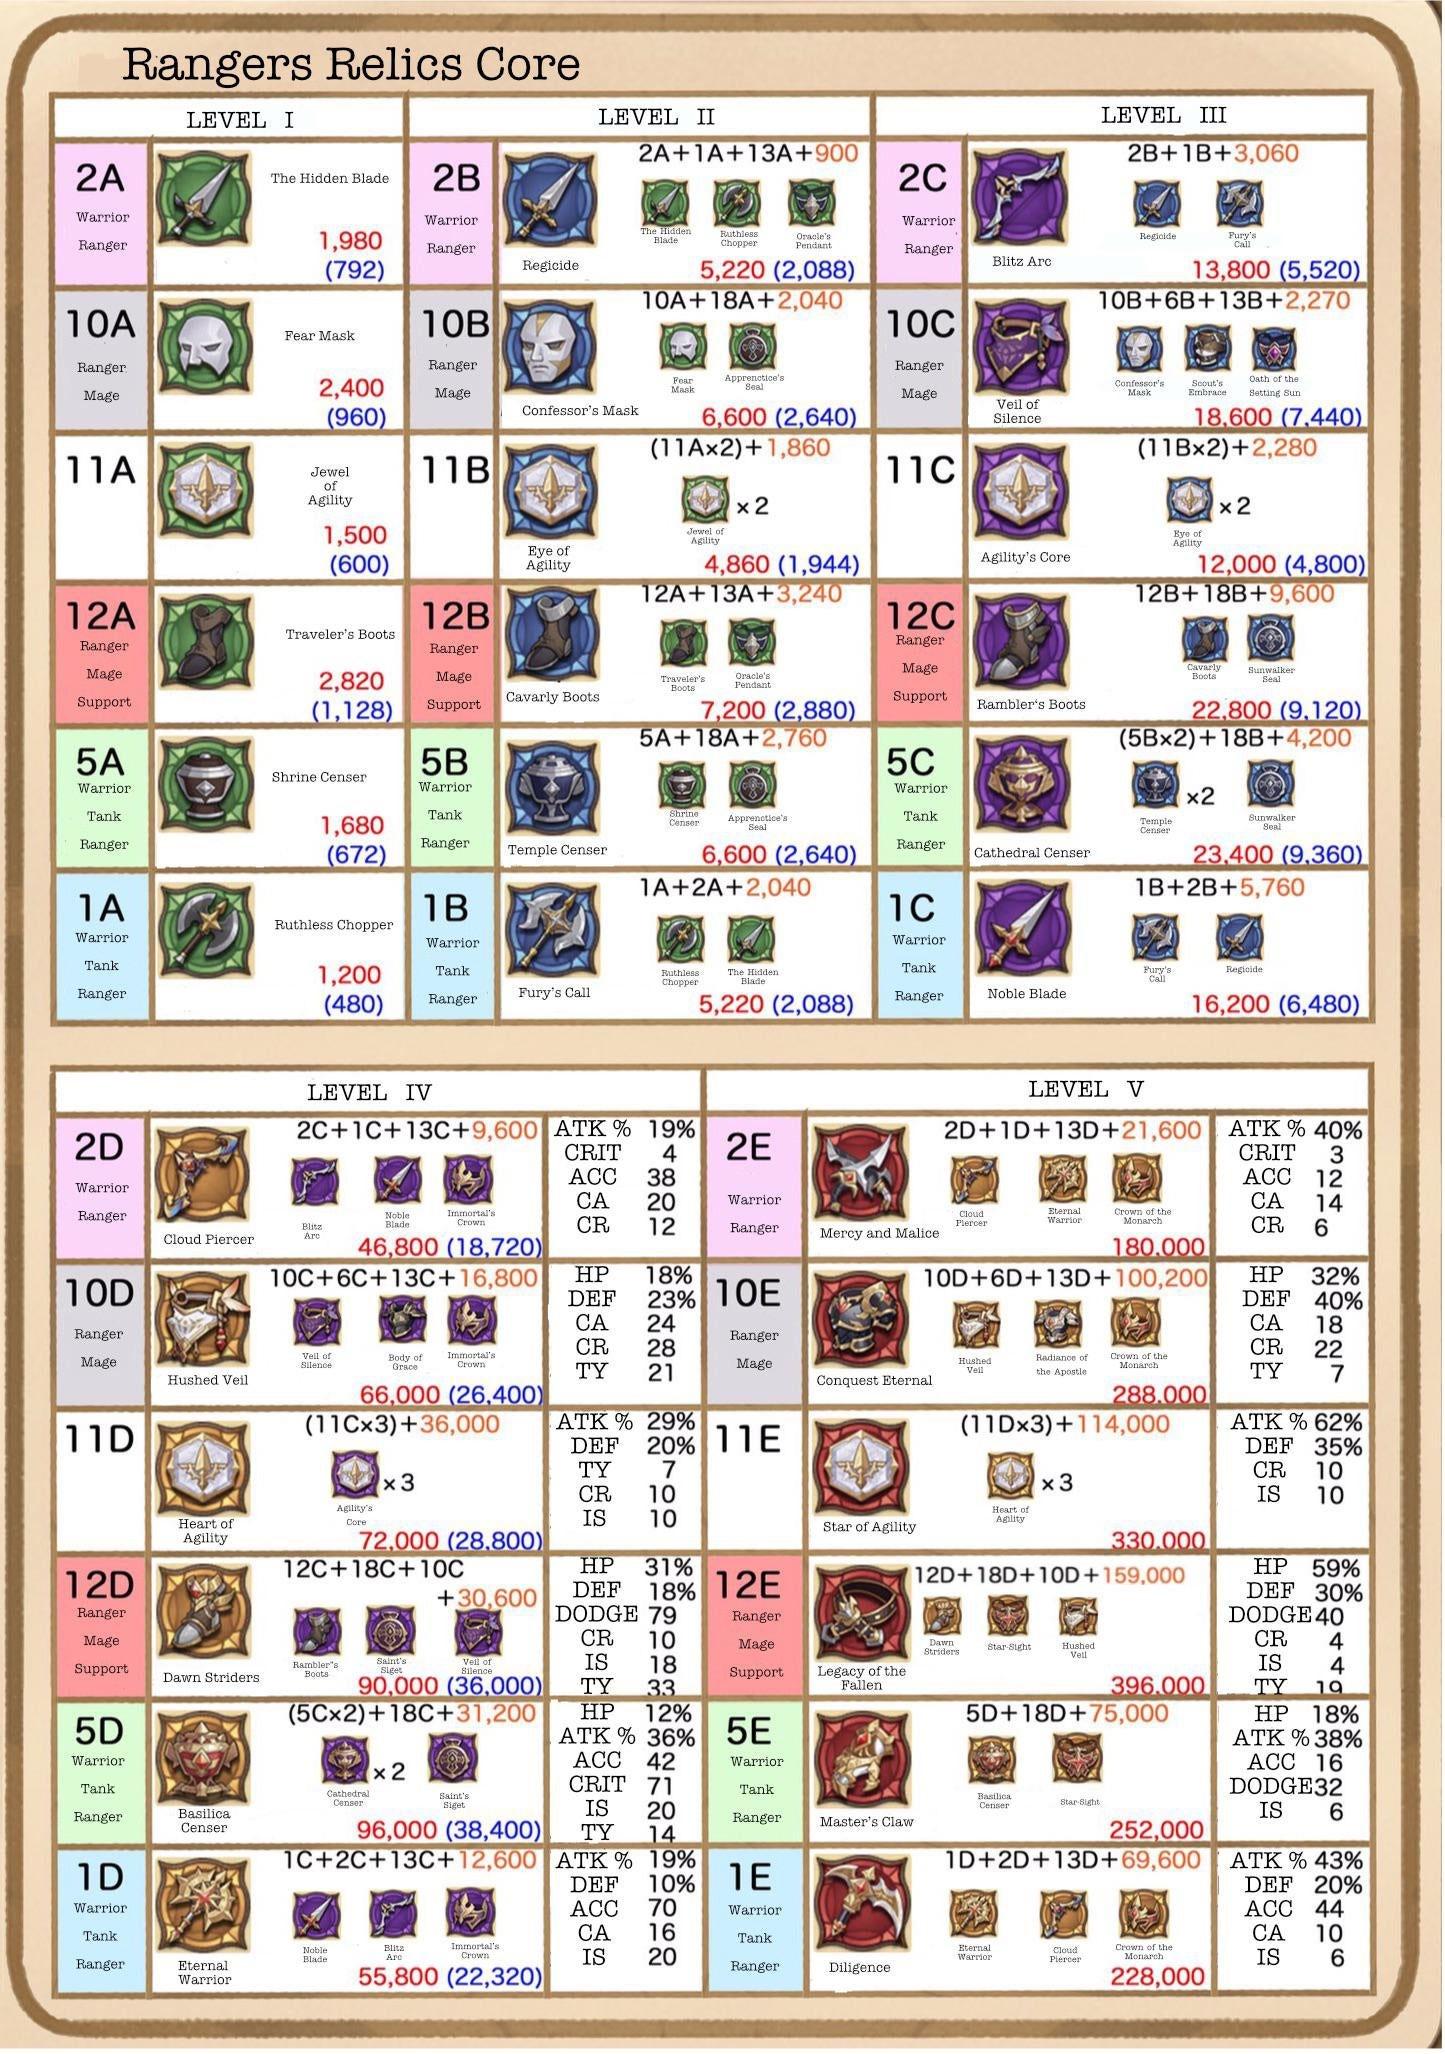 Rangers Relics Core
LEVEL I
LEVEL II
LEVEL III
2A
Warrior
Ranger
The Hidden Blade
1,980
(792)
2B
Warrior
Ranger
Regicide
2A+1A+13A+900
The Hidden
Blade
Ruthless
Chopper
Oracle's
Pendant
5,220 (2,088)
2C
Warrior
Ranger
Blitz Arc
2B+1B+3,060
Regicide
Fury's
Call
13,800 (5,520)
10A
Ranger
Mage
Fear Mask
2,400
(960)
10B
Ranger
Mage
Confessor's Mask
10A+18A+2,040
Fear
Mask
Apprenctice's
Seal
6,600 (2,640)
10C
Ranger
Mage
Veil of
Silence
10B+6B+13B+2,270
Confessor's
Mask
Scout's
Embrace
Oath of the
Setting Sun
18,600 (7,440)
11A
Jewel
of
Agility
1,500
(600)
11B
Eye of
Agility
(11A×2)+1,860
×2
Jewel of
Agility
4,860 (1,944)
11C
Agility's Core
(11B×2)+2,280
×2
Eye of
Agility
12,000 (4,800)
12A
Ranger
Mage
Support
Traveler's Boots
2,820
(1,128)
12B
Ranger
Mage
Support
Cavarly Boots
12A+13A+3,240
Traveler's
Boots
Oracle's
Pendant
7,200 (2,880)
12C
Ranger
Mage
Support
Rambler's Boots
12B+18B+9,600
Cavarly
Boots
Sunwalker
Seal
22,800 (9,120)
5A
Warrior
Tank
Ranger
Shrine Censer
1,680
(672)
5B
Warrior
Tank
Ranger
Temple Censer
5A+18A+2,760
Shrine
Censer
Apprenctice's
Seal
6,600 (2,640)
5C
Warrior
Tank
Ranger
Cathedral Censer
(5B×2)+18B+4,200
×2
Temple
Censer
Sunwalker
Seal
23,400 (9,360)
1A
Warrior
Tank
Ranger
Ruthless Chopper
1,200
(480)
1B
Warrior
Tank
Ranger
Fury's Call
1A+2A+2,040
Ruthless
Chopper
The Hidden
Blade
5,220 (2,088)
1C
Warrior
Tank
Ranger
Noble Blade
1B+2B+5,760
Fury's
Call
Regicide
16,200 (6,480)
LEVEL IV
LEVEL V
2D
Warrior
Ranger
Cloud Piercer
2C+1C+13C+9,600
Blitz
Arc
Noble
Blade
Immortal's
Crown
46,800 (18,720)
ATK % 19%
CRIT 4
ACC 38
CA 20
CR 12
2E
Warrior
Ranger
Mercy and Malice
2D+1D+13D+21,600
Cloud
Piercer
Eternal
Warrior
Crown of the
Monarch
180.000
ATK % 40%
CRIT 3
ACC 12
CA 14
CR 6
10D
Ranger
Mage
Hushed Veil
10C+6C+13C+16,800
Veil of
Silence
Body of
Grace
Immortal's
Crown
66,000 (26,400)
HP 18%
DEF 23%
CA 24
CR 28
TY 21
10E
Ranger
Mage
Conquest Eternal
10D+6D+13D+100,200
Hushed
Veil
Radiance of
the Apostle
Crown of the
Monarch
288.000
HP 32%
DEF 40%
CA 18
CR 22
TY 7
11D
Heart of
Agility
(11C×3)+36,000
×3
Agility's
Core
72,000 (28,800)
ATK % 29%
DEF 20%
TY 7
CR 10
IS 10
11E
Star of Agility
(11D×3)+114,000
×3
Heart of
Agility
330.000
ATK % 62%
DEF 35%
CR 10
IS 10
12D
Ranger
Mage
Support
Dawn Striders
12C+18C+10C
+30,600
Rambler"s
Boots
Saint's
Siget
Veil of
Silence
90,000 (36,000)
HP 31%
DEF 18%
DODGE 79
CR 10
IS 18
TY 33
12E
Ranger
Mage
Support
Legacy of the
Fallen
12D+18D+10D+159,000
Dawn
Striders
Star-Sight
Hushed
Veil
396.000
HP 59%
DEF 30%
DODGE 40
CR 4
IS 4
TY 19
5D
Warrior
Tank
Ranger
Basilica
Censer
(5C×2)+18C+31,200
×2
Cathedral
Censer
Saint's
Siget
96,000 (38,400)
HP 12%
ATK % 36%
ACC 42
CRIT 71
IS 20
TY 14
5E
Warrior
Tank
Ranger
Master's Claw
5D+18D+75,000
Basilica
Censer
Star-Sight
252,000
HP 18%
ATK % 38%
ACC 16
DODGE 32
IS 6
1D
Warrior
Tank
Ranger
Eternal
Warrior
1C+2C+13C+12,600
Noble
Blade
Blitz
Arc
Immortal's
Crown
55,800 (22,320)
ATK % 19%
DEF 10%
ACC 70
CA 16
IS 20
1E
Warrior
Tank
Ranger
Diligence
1D+2D+13D+69,600
Eternal
Warrior
Cloud
Piercer
Crown of the
Monarch
228,000
ATK % 43%
DEF 20%
ACC 44
CA 10
IS 6